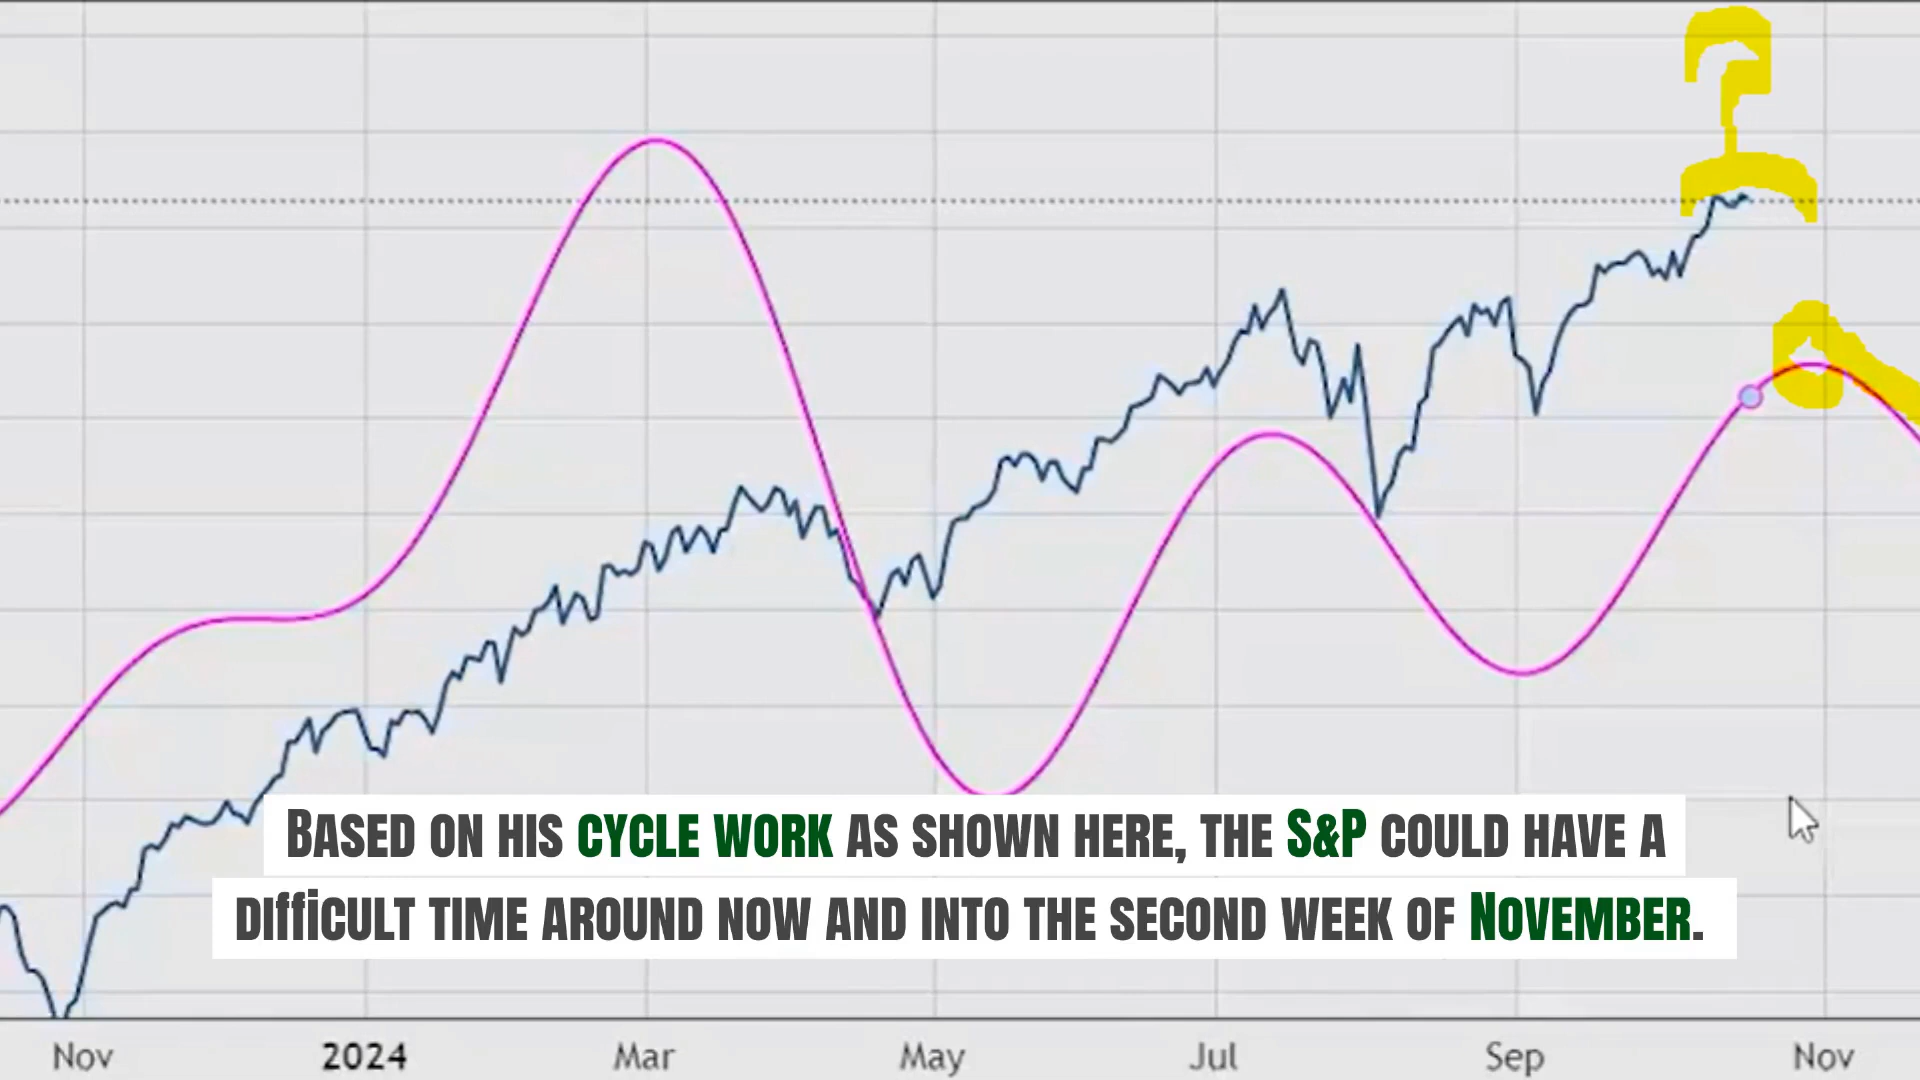 Based on his cycle work as shown here, the S&P could have a
difficult time around now and into the second week of November.
Nov 2024 Mar May Jul Sep Nov